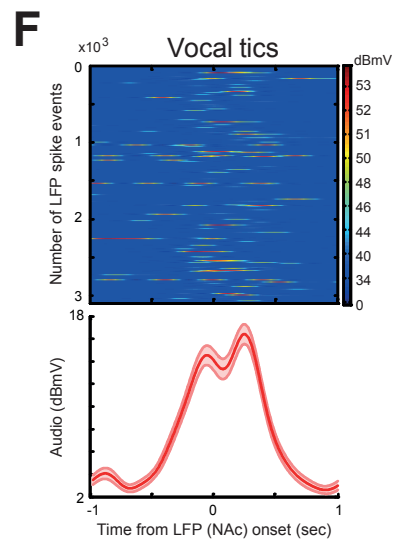 F
x10³
Vocal tics
dBmV
Number of LFP spike events
0
1
2
3
53
52
51
50
48
46
44
40
34
0
Audio (dBmV)
18
2
-1
0
1
Time from LFP (NAc) onset (sec)